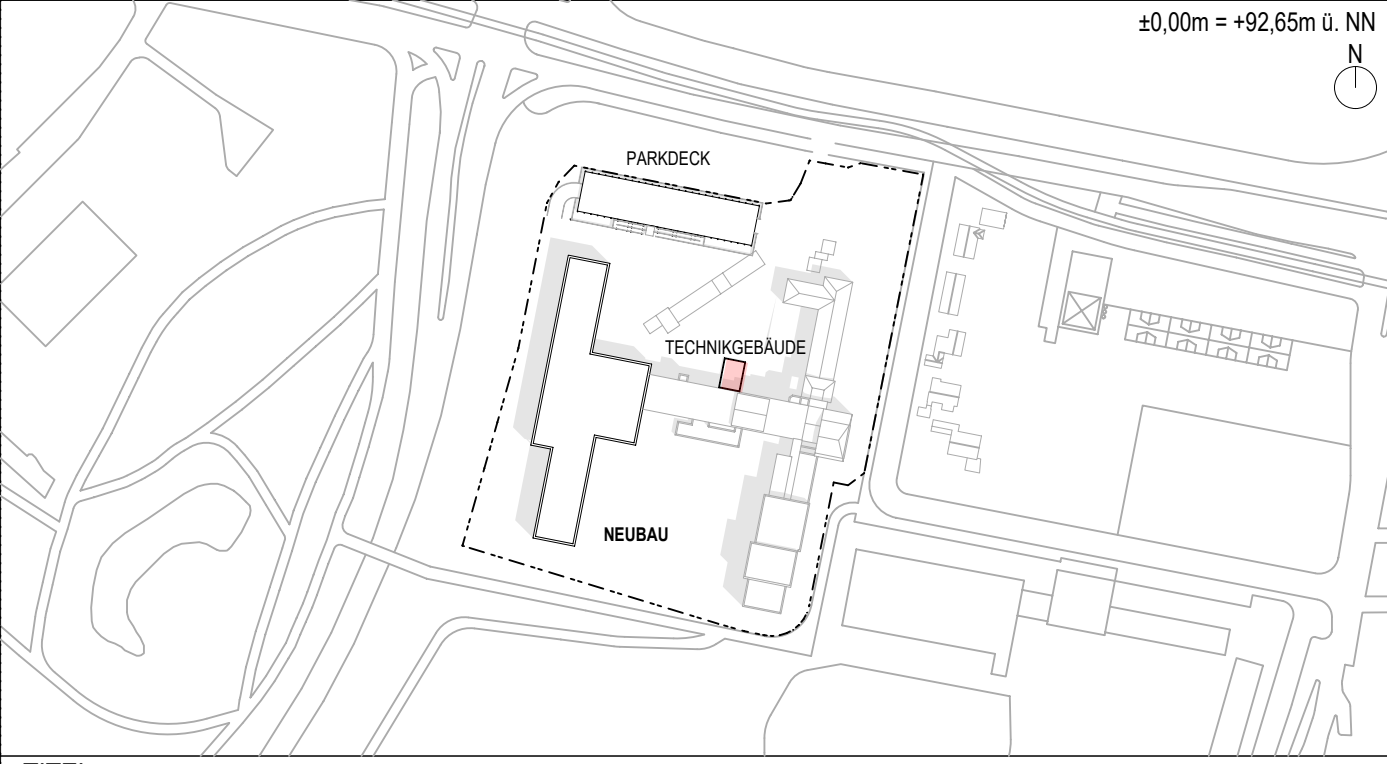 ±0,00m = +92,65m ü. NN
N
PARKDECK
TECHNIKGEBÄUDE
NEUBAU